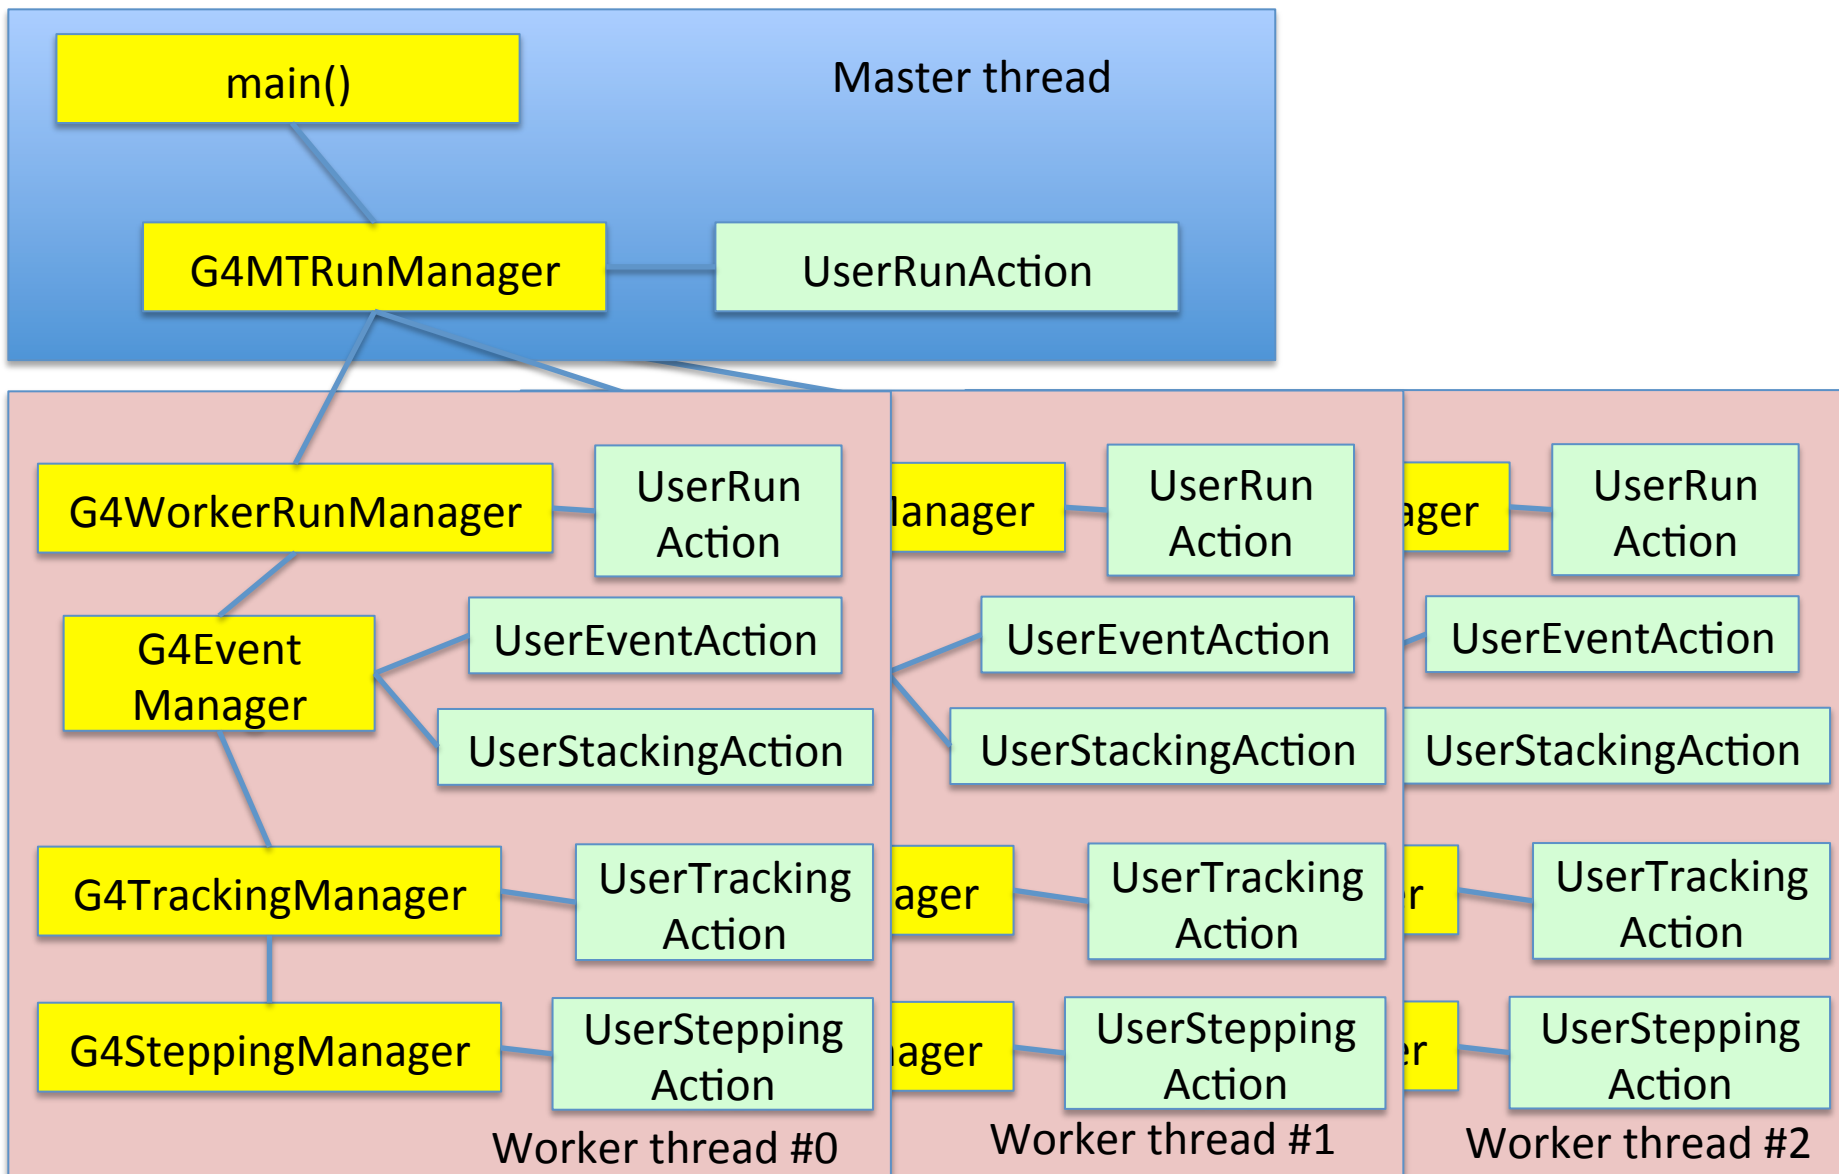 main()
Master thread
G4MTRunManager
UserRunAction
G4WorkerRunManager
UserRun
Action
G4Event
Manager
UserEventAction
UserStackingAction
G4TrackingManager
UserTracking
Action
G4SteppingManager
UserStepping
Action
Worker thread #0
anager
UserRun
Action
UserEventAction
UserStackingAction
ager
UserTracking
Action
ager
UserStepping
Action
Worker thread #1
ager
UserRun
Action
UserEventAction
UserStackingAction
r
UserTracking
Action
er
UserStepping
Action
Worker thread #2